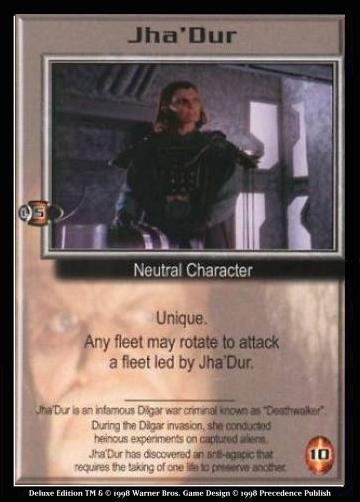 Jha'Dur
5
Neutral Character
Unique.
Any fleet may rotate to attack
a fleet led by Jha'Dur.
Jha'Dur is an infamous Dilgar war criminal known as "Deathwalker".
During the Dilgar invasion, she conducted
heinous experiments on captured aliens.
Jha'Dur has discovered an anti-agapic that
requires the taking of one life to preserve another.
10
Deluxe Edition TM & © 1998 Warner Bros. Game Design © 1998 Precedence Publish